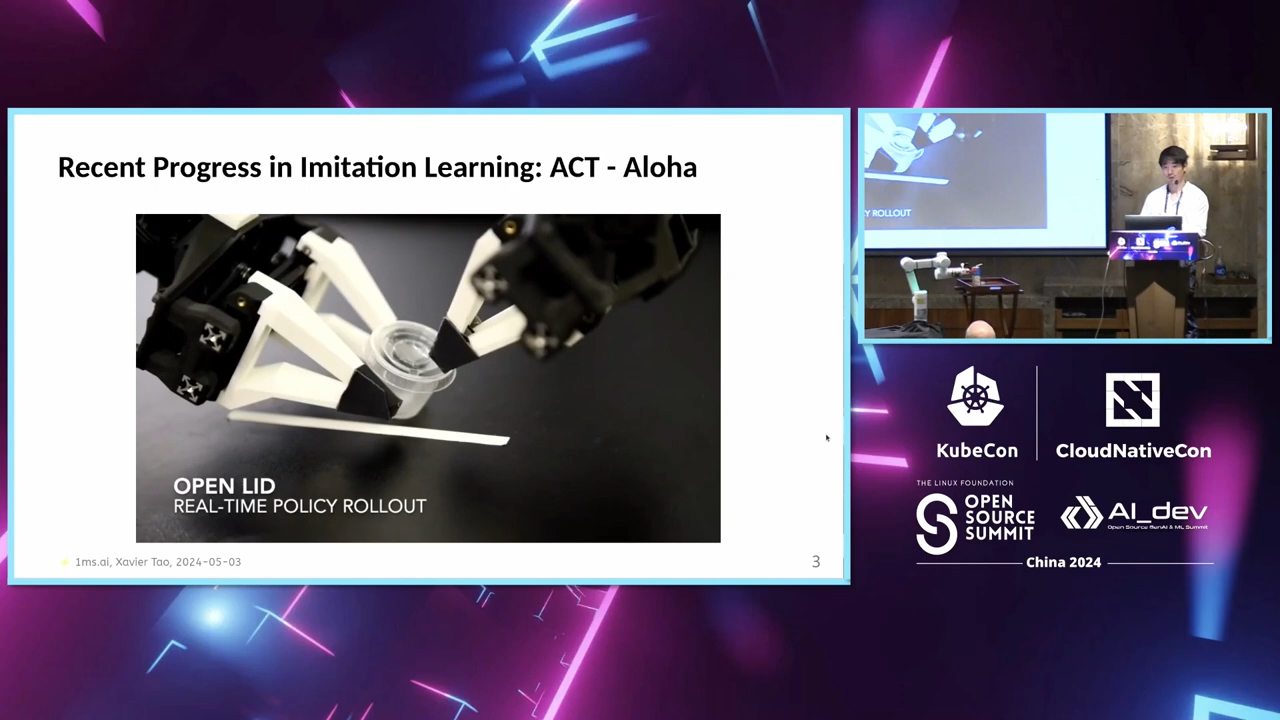 Recent Progress in Imitation Learning: ACT - Aloha
OPEN LID
REAL-TIME POLICY ROLLOUT
1ms.ai, Xavier Tao, 2024-05-03
3
Y ROLLOUT
KubeCon
CloudNativeCon
THE LINUX FOUNDATION
OPEN
SOURCE
SUMMIT
AI_dev
Open Source GenAI & ML Summit
China 2024